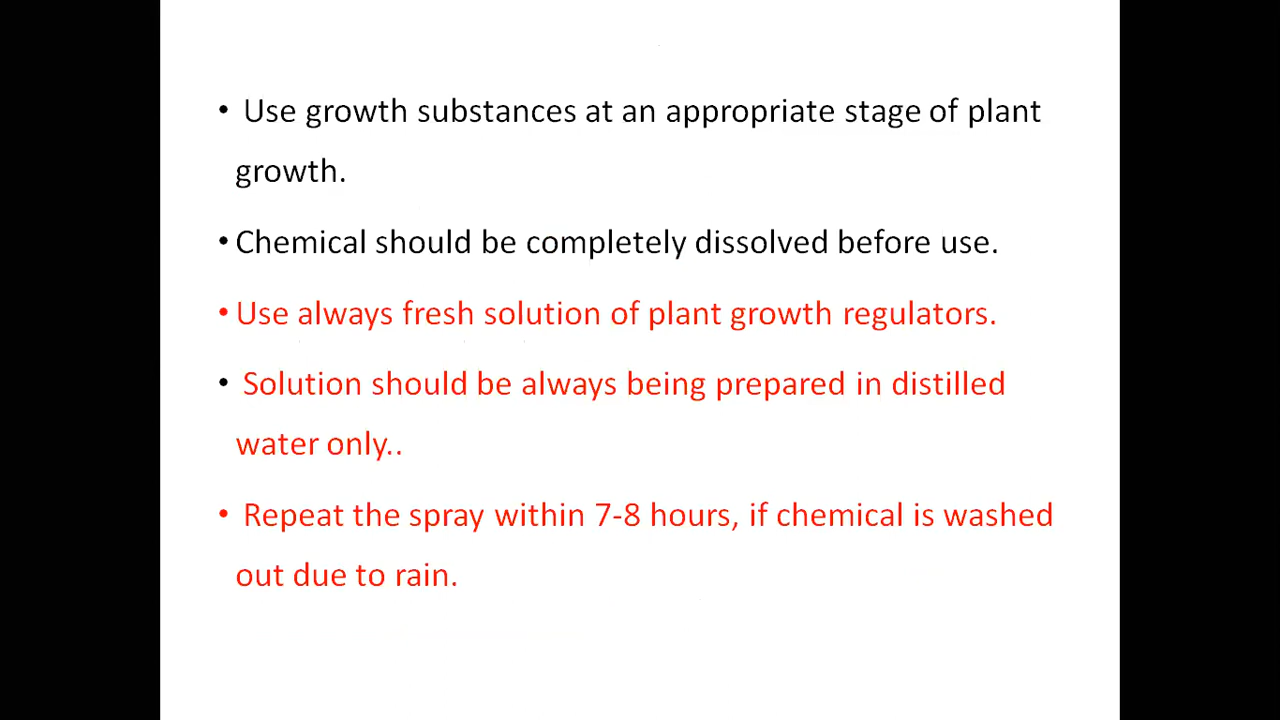 • Use growth substances at an appropriate stage of plant
growth.
• Chemical should be completely dissolved before use.
• Use always fresh solution of plant growth regulators.
• Solution should be always being prepared in distilled
water only..
• Repeat the spray within 7-8 hours, if chemical is washed
out due to rain.